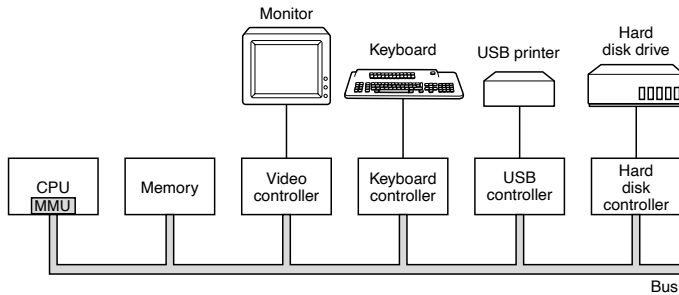 Monitor
Keyboard
USB printer
Hard
disk drive
CPU
MMU
Memory
Video
controller
Keyboard
controller
USB
controller
Hard
disk
controller
Bus